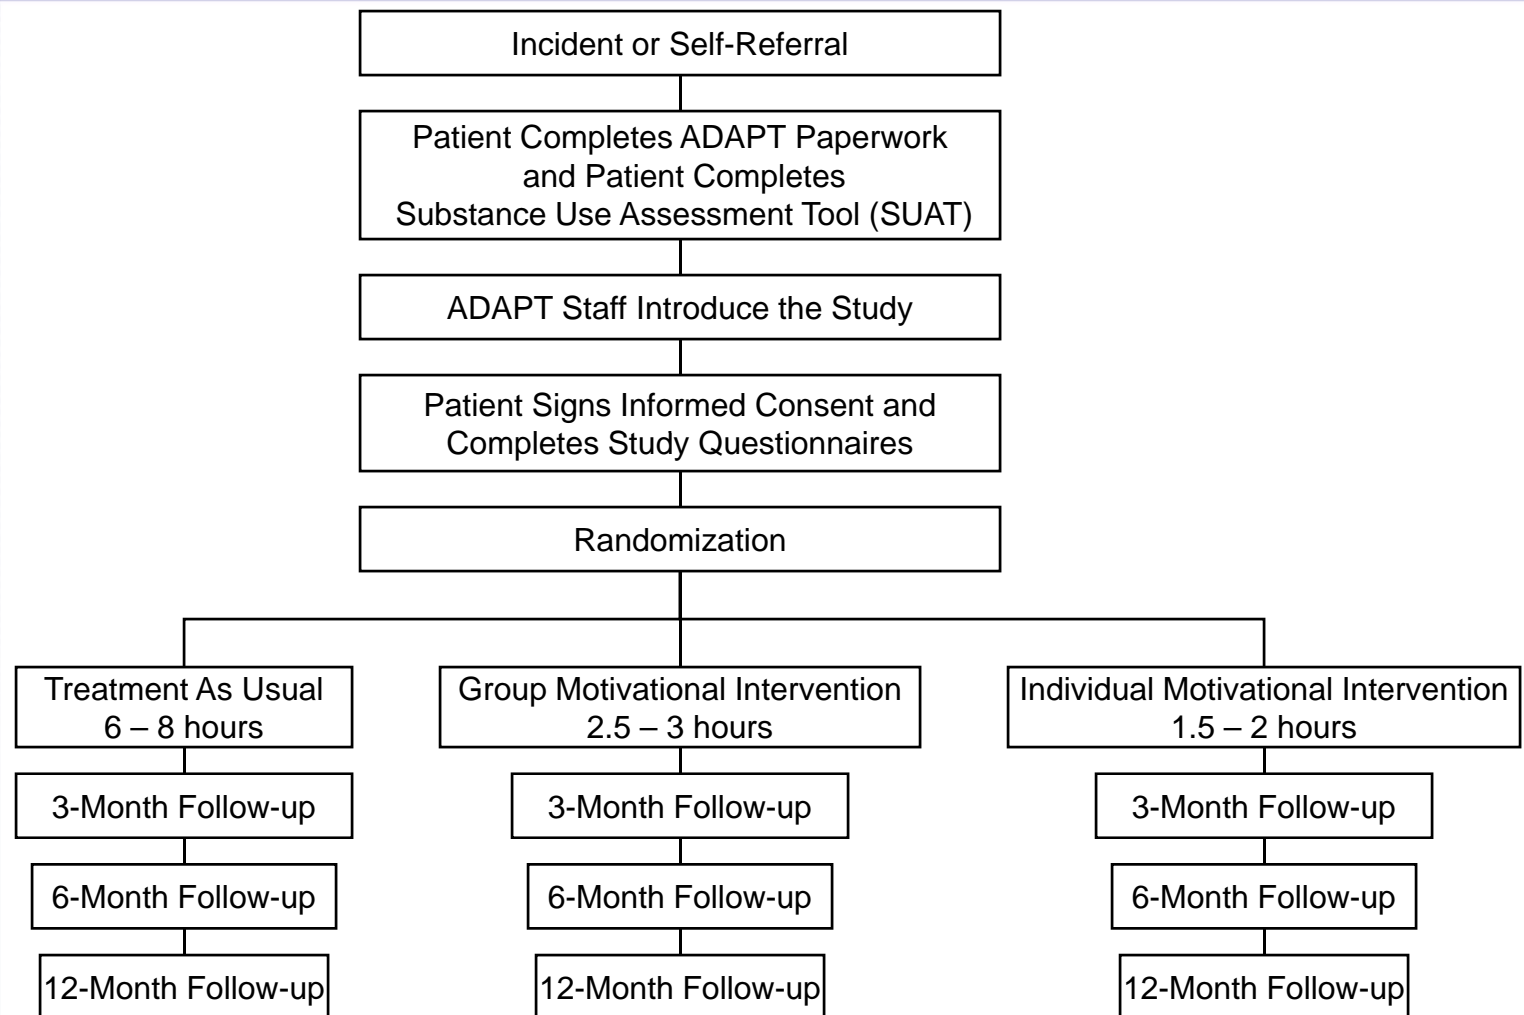 Incident or Self-Referral
Patient Completes ADAPT Paperwork
and Patient Completes
Substance Use Assessment Tool (SUAT)
ADAPT Staff Introduce the Study
Patient Signs Informed Consent and
Completes Study Questionnaires
Randomization
Treatment As Usual
6 – 8 hours
Group Motivational Intervention
2.5 – 3 hours
Individual Motivational Intervention
1.5 – 2 hours
3-Month Follow-up
3-Month Follow-up
3-Month Follow-up
6-Month Follow-up
6-Month Follow-up
6-Month Follow-up
12-Month Follow-up
12-Month Follow-up
12-Month Follow-up